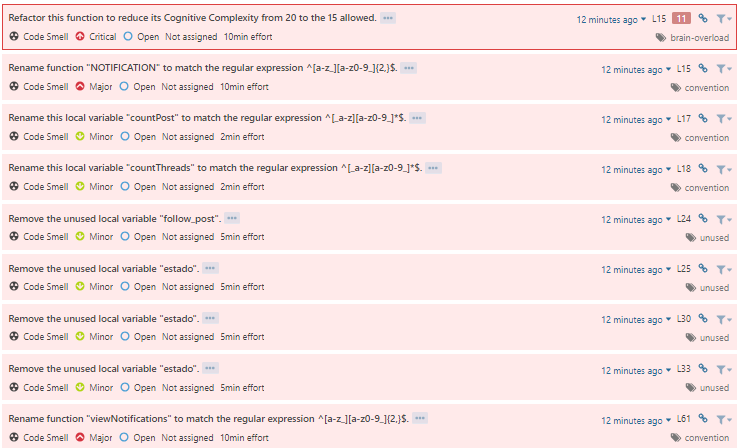 Refactor this function to reduce its Cognitive Complexity from 20 to the 15 allowed. ••• 12 minutes ago L15 11
Code Smell Critical Open Not assigned 10min effort brain-overload
Rename function "NOTIFICATION" to match the regular expression ^[a-z_][a-z0-9_]{2,}$. ••• 12 minutes ago L15
Code Smell Major Open Not assigned 10min effort convention
Rename this local variable "countPost" to match the regular expression ^[_a-z][a-z0-9_]*$. ••• 12 minutes ago L17
Code Smell Minor Open Not assigned 2min effort convention
Rename this local variable "countThreads" to match the regular expression ^[_a-z][a-z0-9_]*$. ••• 12 minutes ago L18
Code Smell Minor Open Not assigned 2min effort convention
Remove the unused local variable "follow_post". ••• 12 minutes ago L24
Code Smell Minor Open Not assigned 5min effort unused
Remove the unused local variable "estado". ••• 12 minutes ago L25
Code Smell Minor Open Not assigned 5min effort unused
Remove the unused local variable "estado". ••• 12 minutes ago L30
Code Smell Minor Open Not assigned 5min effort unused
Remove the unused local variable "estado". ••• 12 minutes ago L33
Code Smell Minor Open Not assigned 5min effort unused
Rename function "viewNotifications" to match the regular expression ^[a-z_][a-z0-9_]{2,}$. ••• 12 minutes ago L61
Code Smell Major Open Not assigned 10min effort convention